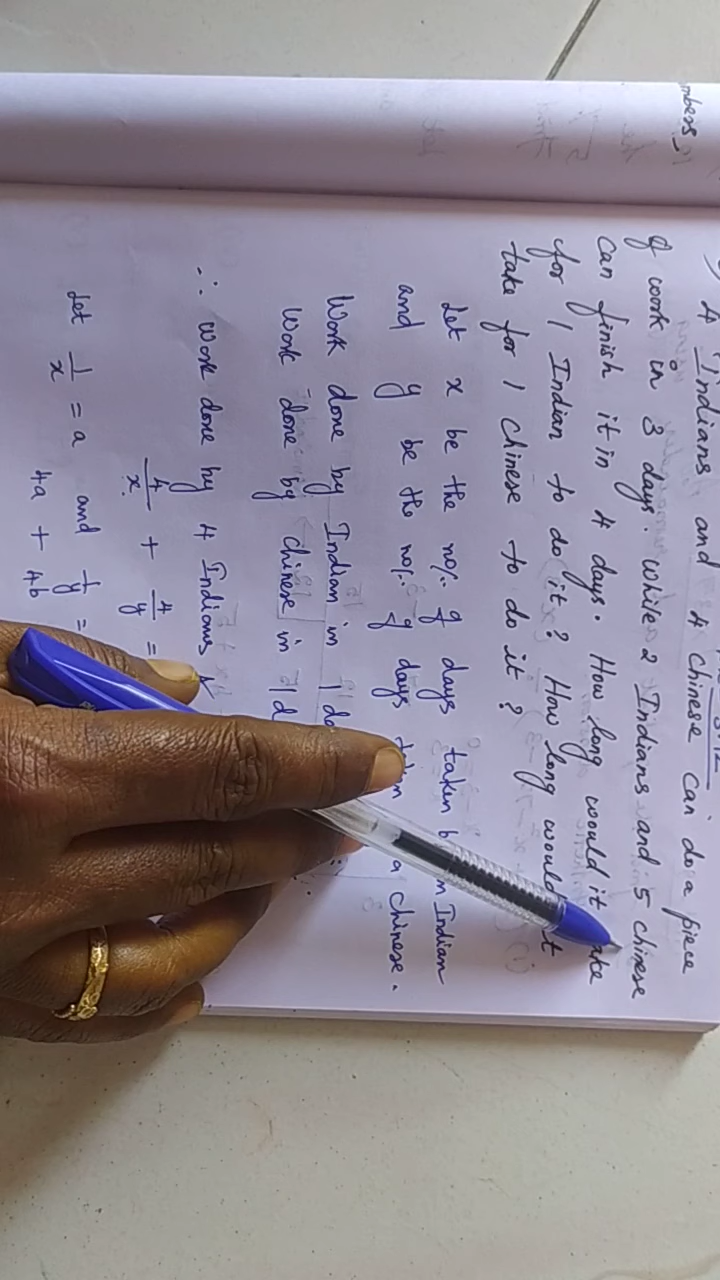 mbers
4 Indians and 4 chinese can do a piece
of work in 3 days. while 2 Indians and 5 chinese
can finish it in 4 days. How long would it take
for 1 Indian to do it? How long would it
take for 1 chinese to do it?
Let x be the no. of days taken Indian
and y be the no. of days a chinese.
Work done by Indian in 1
Work done by chinese in 1
∴ Work done by 4 Indians
4/x + 4/y =
Let 1/x = a and 1/y =
4a + 4b